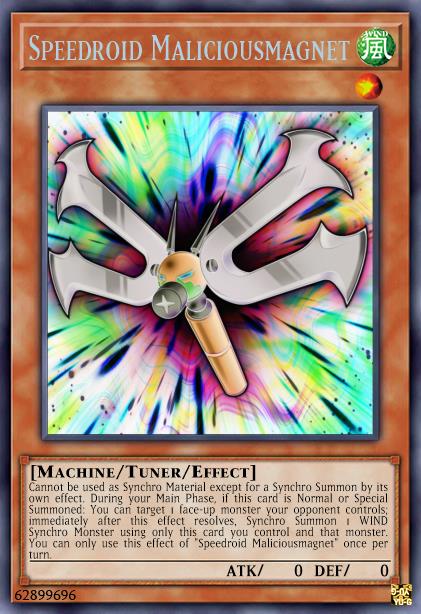 Speedroid Maliciousmagnet
WIND
風
[Machine/Tuner/Effect]
Cannot be used as Synchro Material except for a Synchro Summon by its
own effect. During your Main Phase, if this card is Normal or Special
Summoned: You can target 1 face-up monster your opponent controls;
immediately after this effect resolves, Synchro Summon 1 WIND
Synchro Monster using only this card you control and that monster.
You can only use this effect of "Speedroid Maliciousmagnet" once per
turn.
ATK/ 0 DEF/ 0
62899696